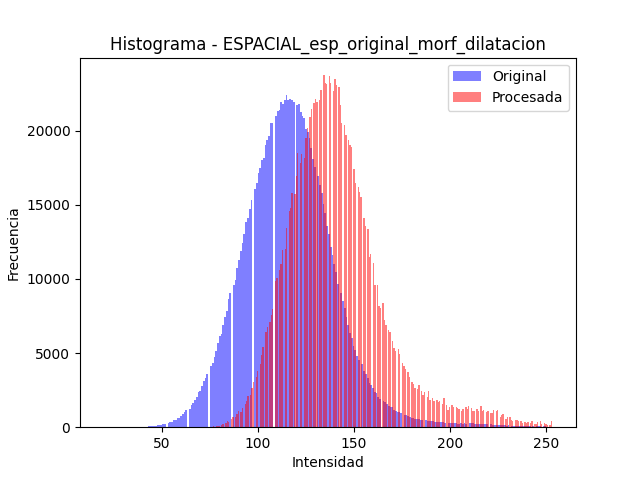 Histograma - ESPACIAL_esp_original_morf_dilatacion
Original
Procesada
Frecuencia
20000
15000
10000
5000
0
50
100
150
200
250
Intensidad